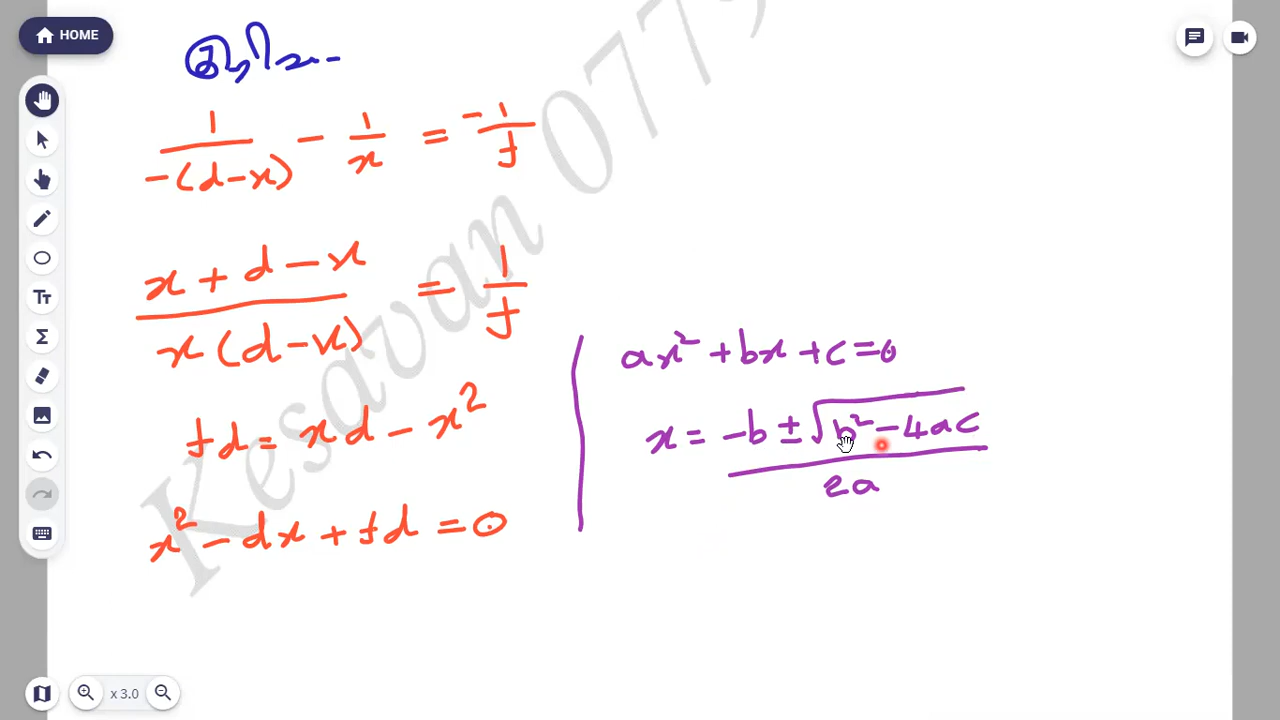 HOME
1/-(d-x) - 1/x = -1/f
x + d - x / x(d-x) = 1/f
fd = xd - x²
x² - dx + fd = 0
ax² + bx + c = 0
x = -b ± √b² - 4ac / 2a
Kesavan 077
Tт
Σ
x 3.0